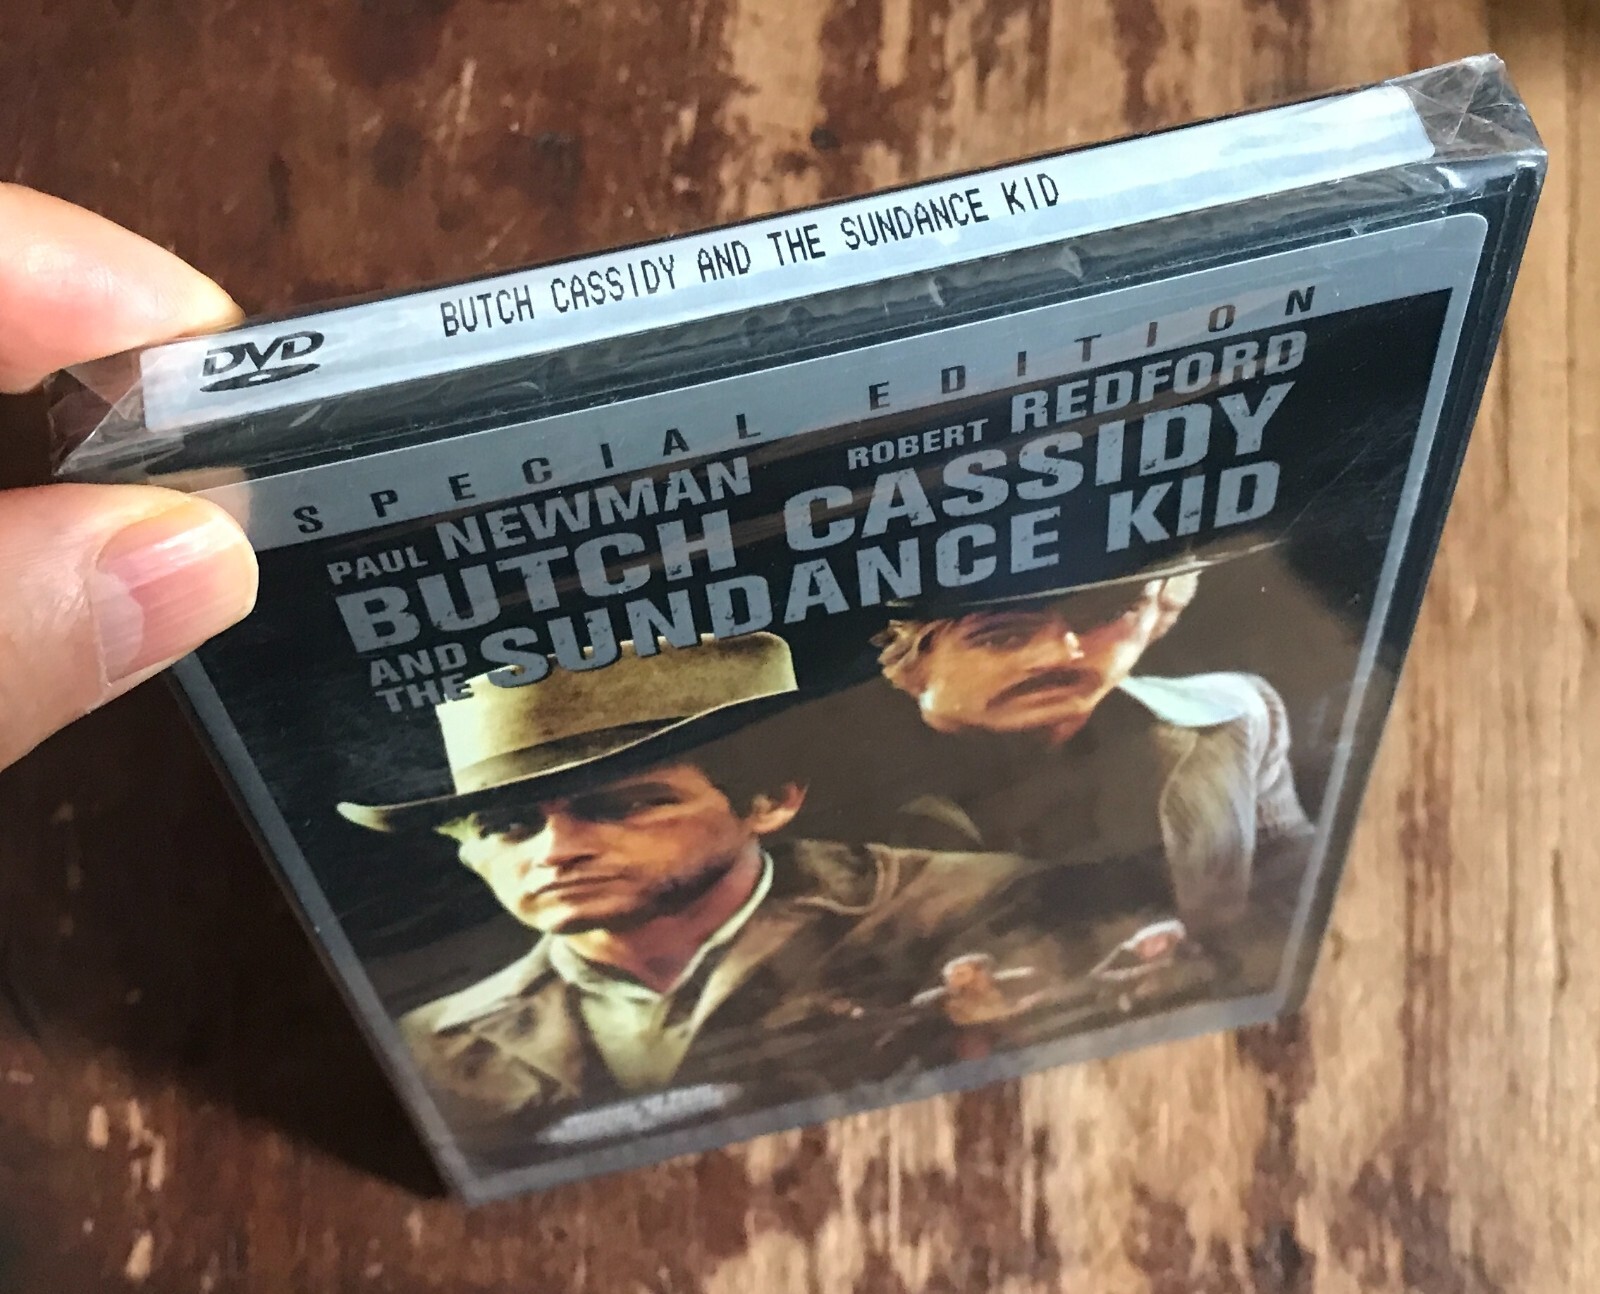 DVD
BUTCH CASSIDY AND THE SUNDANCE KID
SPECIAL EDITION
PAUL NEWMAN ROBERT REDFORD
BUTCH CASSIDY
AND THE SUNDANCE KID